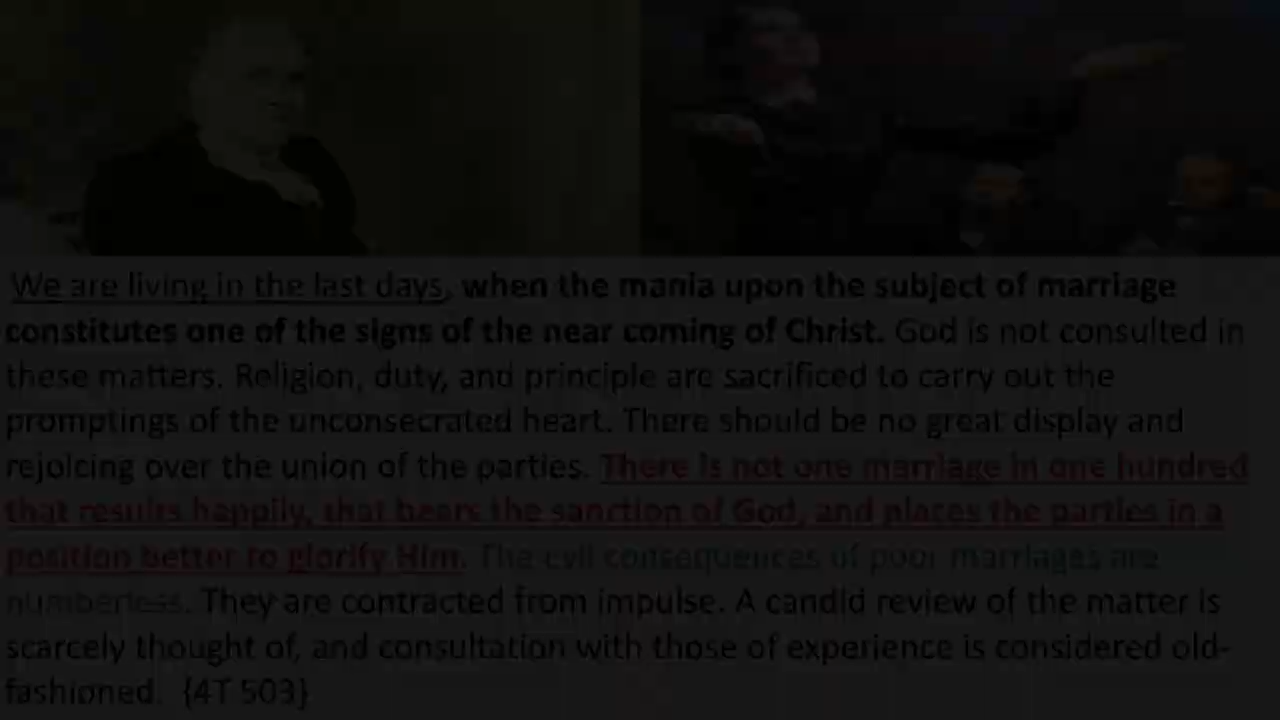 We are living in the last days, when the mania upon the subject of marriage
constitutes one of the signs of the near coming of Christ. God is not consulted in
these matters. Religion, duty, and principle are sacrificed to carry out the
promptings of the unconsecrated heart. There should be no great display and
rejoicing over the union of the parties. There is not one marriage in one hundred
that results happily, that bears the sanction of God, and places the parties in a
position better to glorify Him. The evil consequences of poor marriages are
numberless. They are contracted from impulse. A candid review of the matter is
scarcely thought of, and consultation with those of experience is considered old-
fashioned. {4T 503}